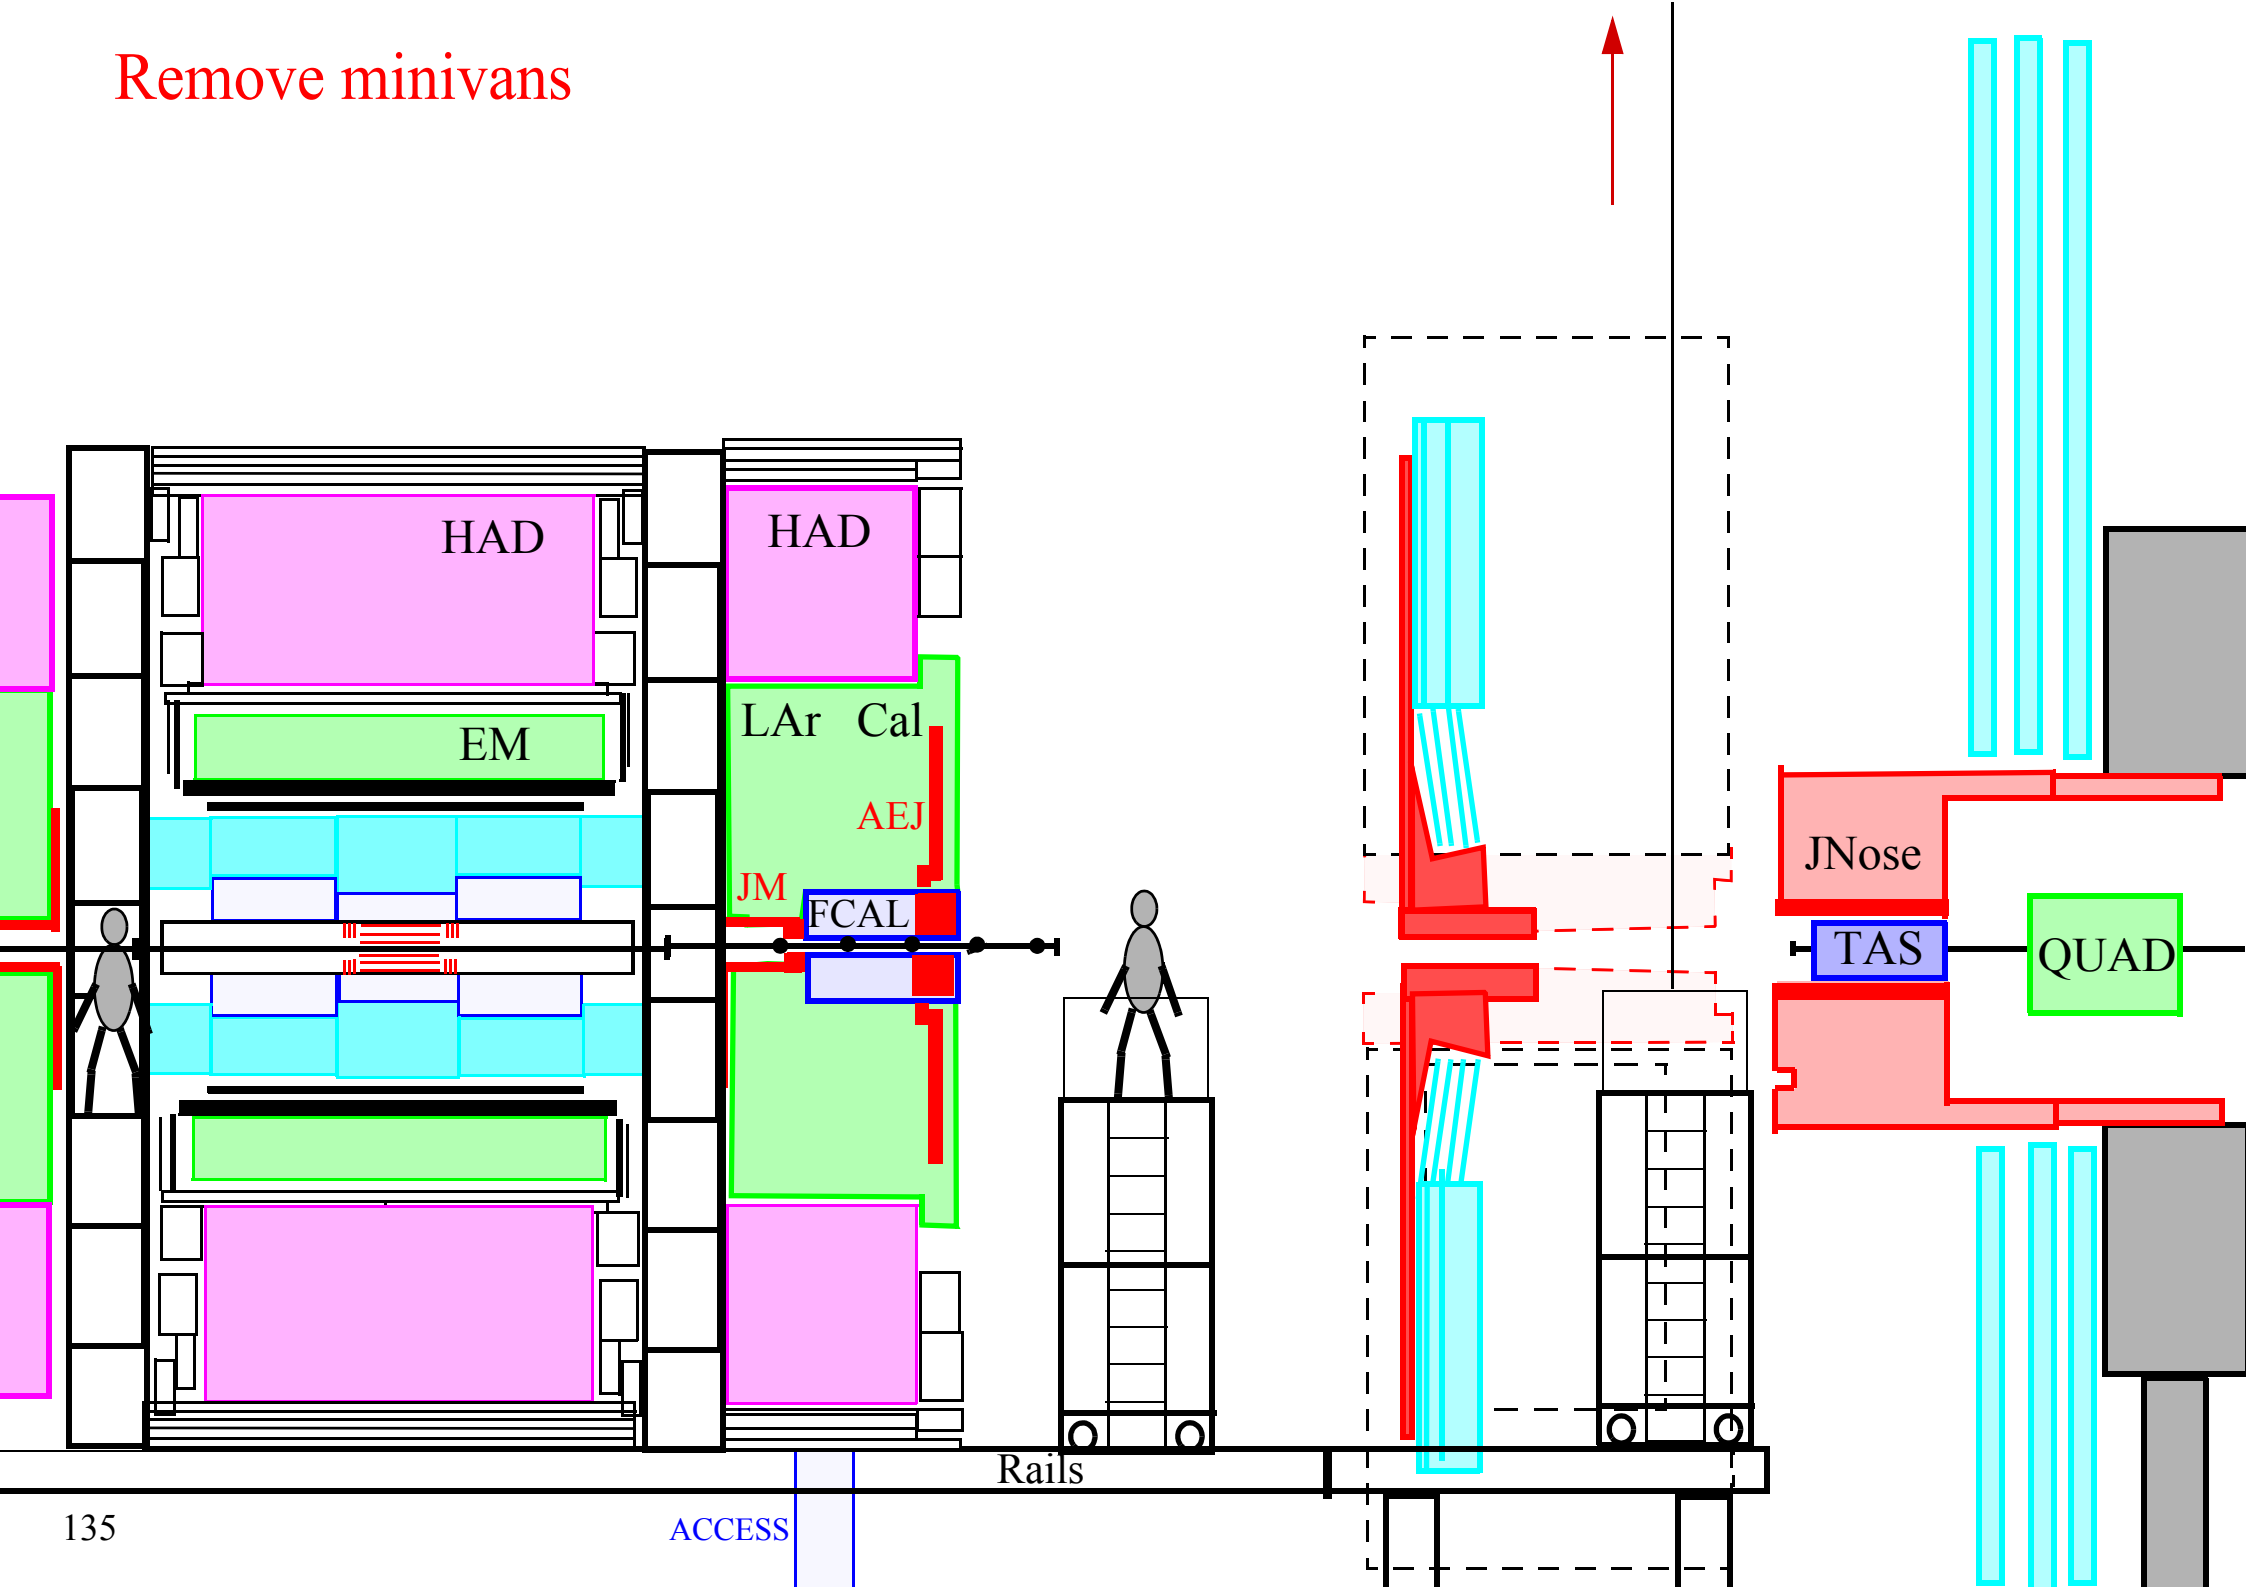 Remove minivans
HAD
HAD
LAr Cal
EM
AEJ
JM
FCAL
JNose
TAS
QUAD
Rails
135
ACCESS